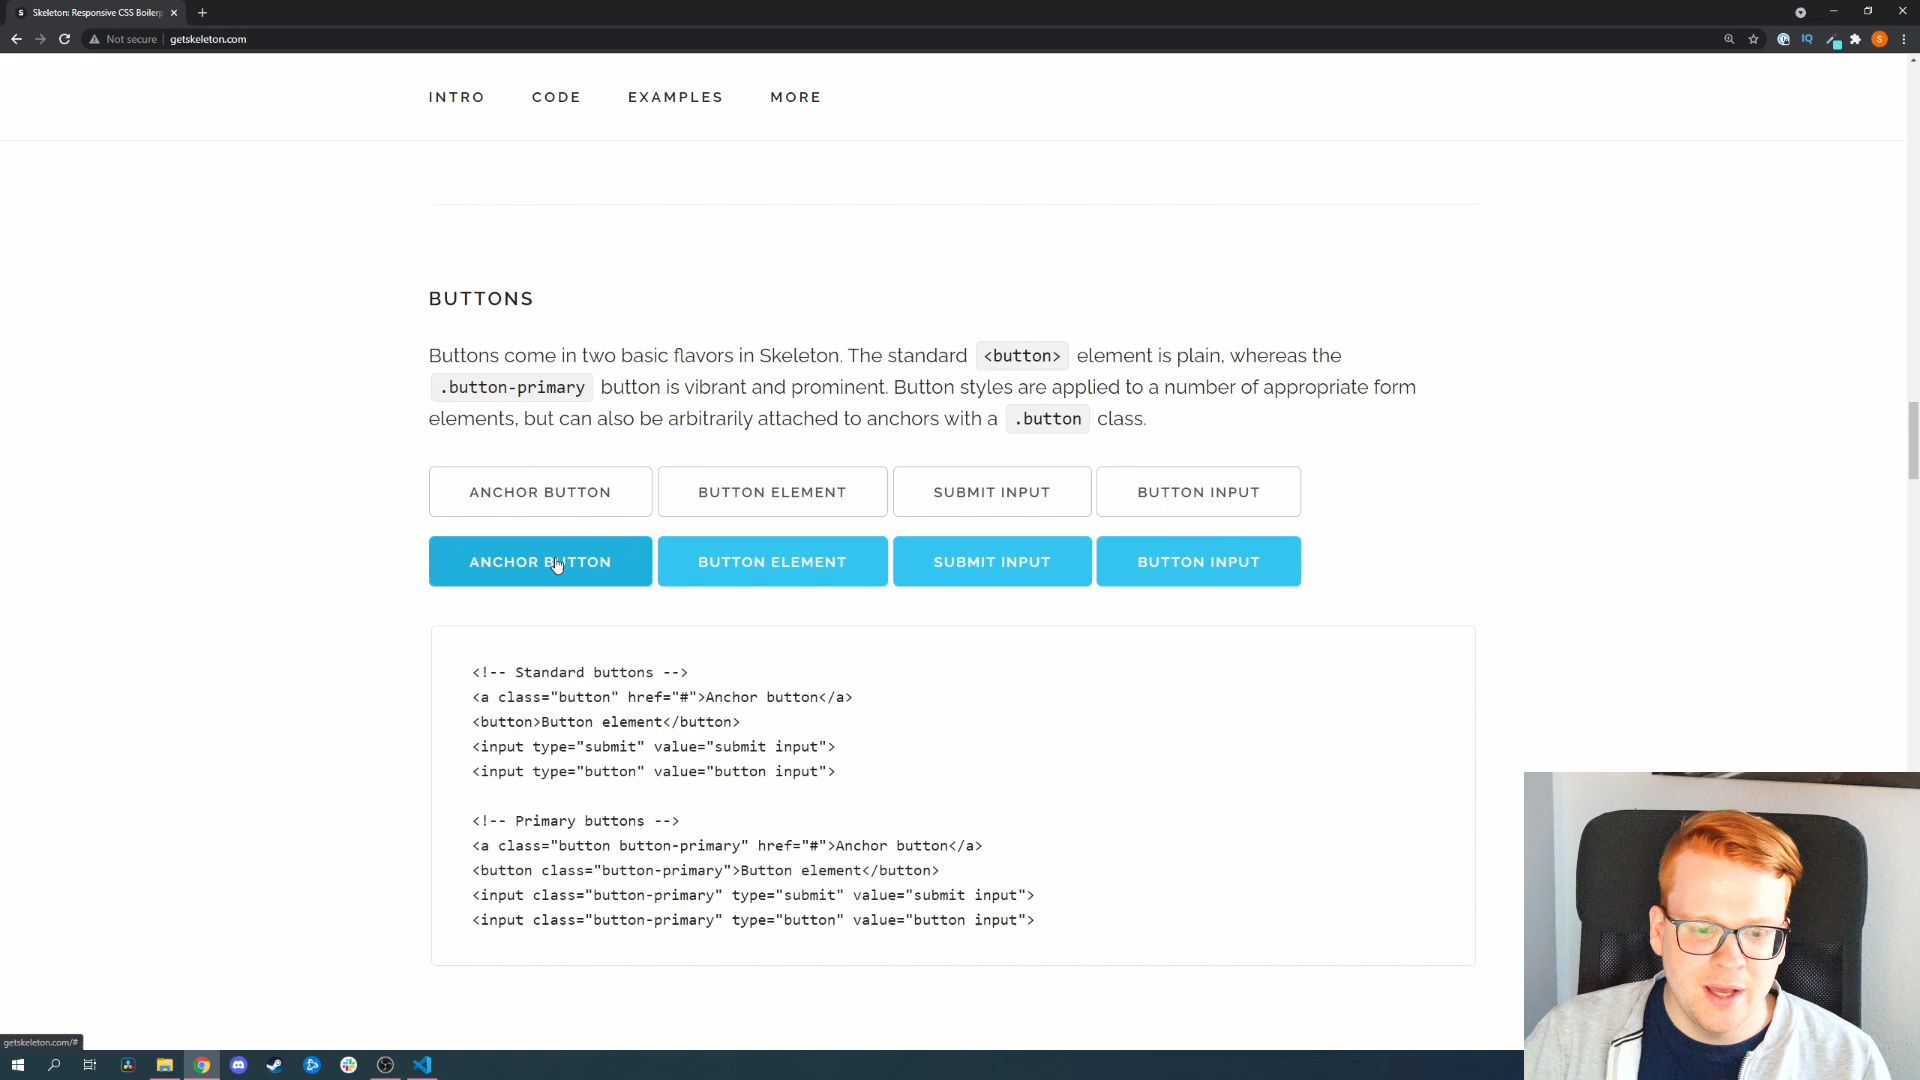 Skeleton: Responsive CSS Boilerp
Not secure
getskeleton.com
IQ
S
INTRO
CODE
EXAMPLES
MORE
BUTTONS
Buttons come in two basic flavors in Skeleton. The standard <button> element is plain, whereas the
.button-primary button is vibrant and prominent. Button styles are applied to a number of appropriate form
elements, but can also be arbitrarily attached to anchors with a .button class.
ANCHOR BUTTON
BUTTON ELEMENT
SUBMIT INPUT
BUTTON INPUT
ANCHOR BUTTON
BUTTON ELEMENT
SUBMIT INPUT
BUTTON INPUT
<!-- Standard buttons -->
<a class="button" href="#">Anchor button</a>
<button>Button element</button>
<input type="submit" value="submit input">
<input type="button" value="button input">
<!-- Primary buttons -->
<a class="button button-primary" href="#">Anchor button</a>
<button class="button-primary">Button element</button>
<input class="button-primary" type="submit" value="submit input">
<input class="button-primary" type="button" value="button input">
getskeleton.com/#